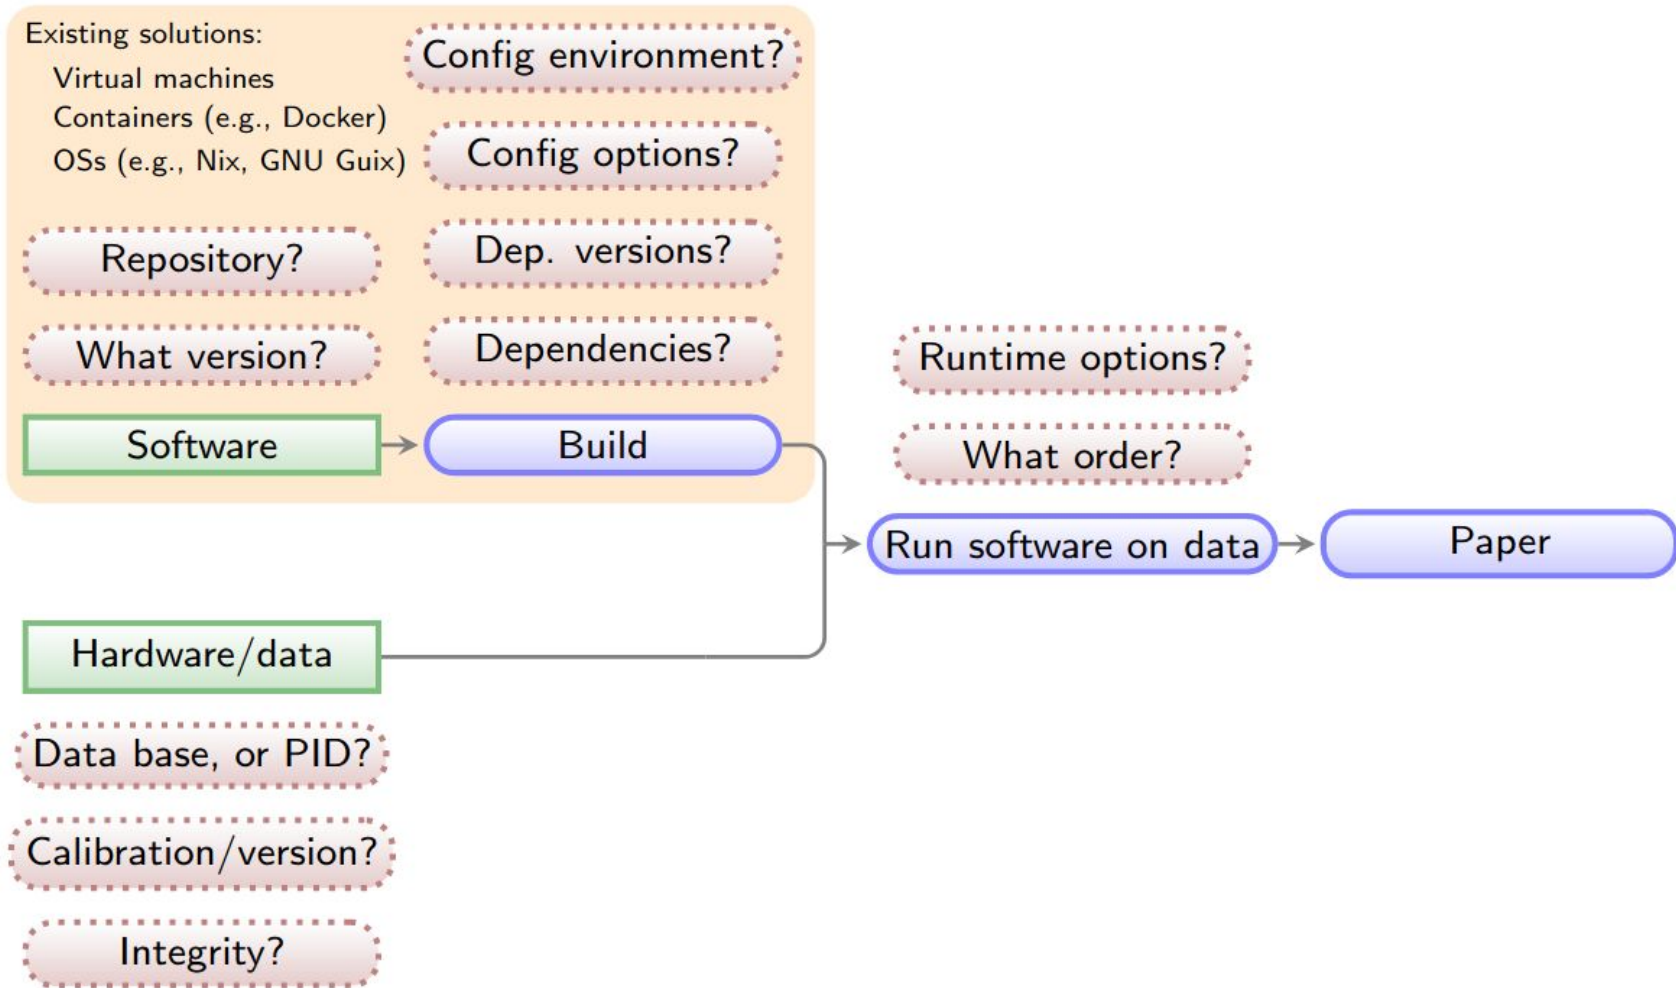 Existing solutions:
Virtual machines
Containers (e.g., Docker)
OSs (e.g., Nix, GNU Guix)
Config environment?
Config options?
Repository?
Dep. versions?
What version?
Dependencies?
Software
Build
Runtime options?
What order?
Run software on data
Paper
Hardware/data
Data base, or PID?
Calibration/version?
Integrity?